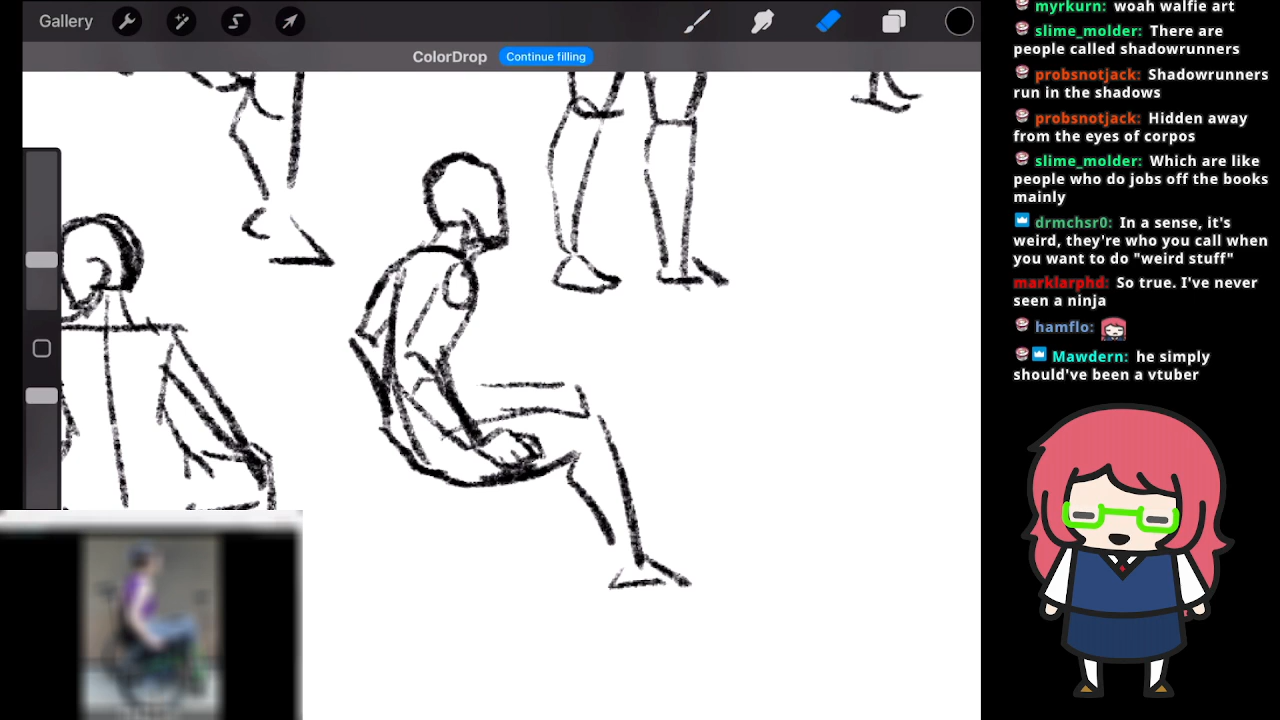 Gallery
ColorDrop Continue filling
myrkurn: woah walfie art
slime_molder: There are
people called shadowrunners
probsnotjack: Shadowrunners
run in the shadows
probsnotjack: Hidden away
from the eyes of corpos
slime_molder: Which are like
people who do jobs off the books
mainly
drmchsr0: In a sense, it's
weird, they're who you call when
you want to do "weird stuff"
marklarphd: So true. I've never
seen a ninja
hamflo:
Mawdern: he simply
should've been a vtuber